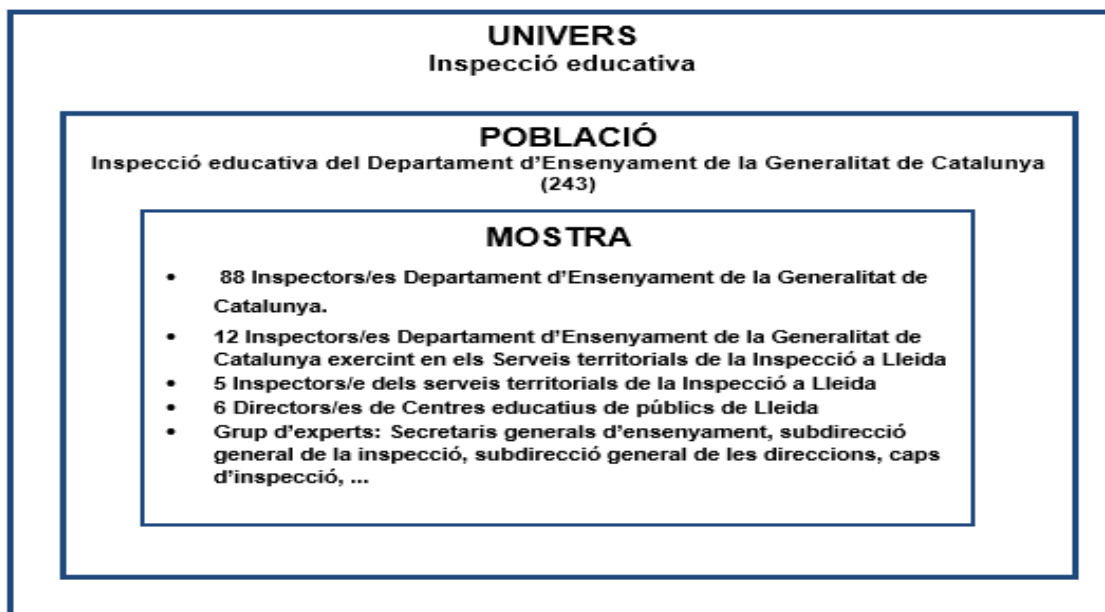 UNIVERS
Inspecció educativa
POBLACIÓ
Inspecció educativa del Departament d'Ensenyament de la Generalitat de Catalunya
(243)
MOSTRA
• 88 Inspectors/es Departament d'Ensenyament de la Generalitat de
Catalunya.
• 12 Inspectors/es Departament d'Ensenyament de la Generalitat de
Catalunya exercint en els Serveis territorials de la Inspecció a Lleida
• 5 Inspectors/e dels serveis territorials de la Inspecció a Lleida
• 6 Directors/es de Centres educatius de públics de Lleida
• Grup d'experts: Secretaris generals d'ensenyament, subdirecció
general de la inspecció, subdirecció general de les direccions, caps
d'inspecció, ...